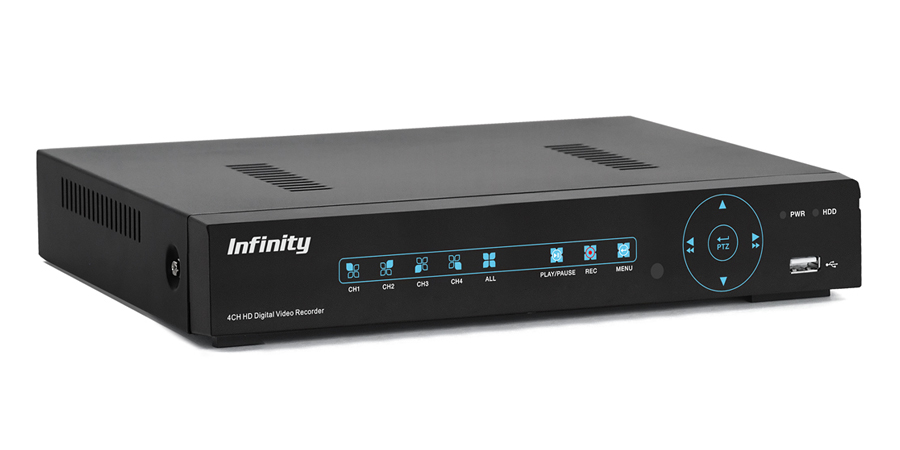 Infinity
CH1 CH2 CH3 CH4 ALL PLAY/PAUSE REC MENU
4CH HD Digital Video Recorder
PTZ
PWR HDD